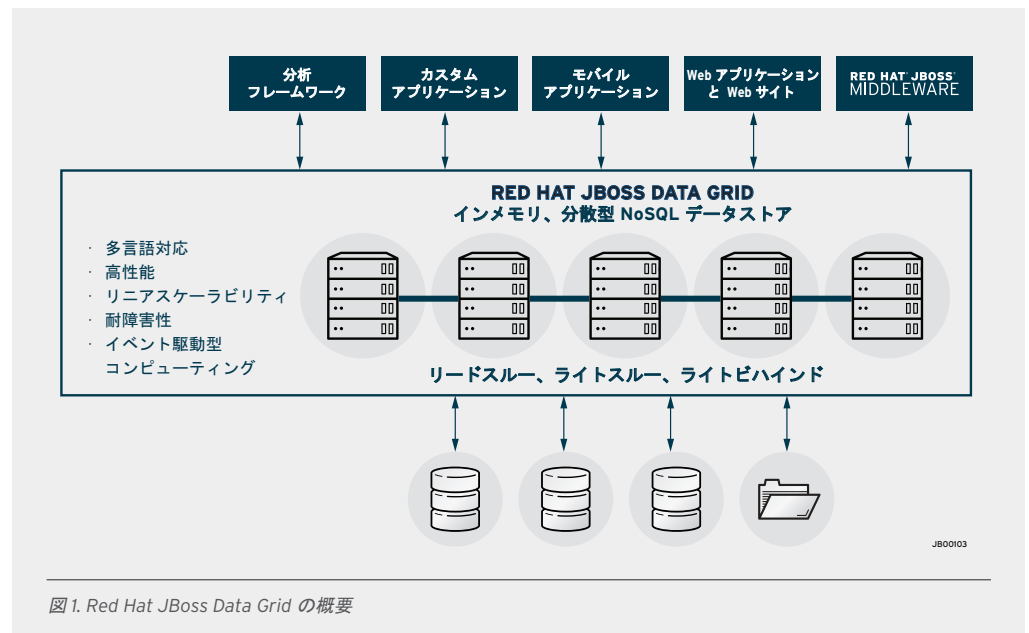 分析
フレームワーク
カスタム
アプリケーション
モバイル
アプリケーション
Web アプリケーション
と Web サイト
RED HAT® JBOSS®
MIDDLEWARE
RED HAT JBOSS DATA GRID
インメモリ、分散型 NoSQL データストア
· 多言語対応
· 高性能
· リニアスケーラビリティ
· 耐障害性
· イベント駆動型
コンピューティング
リードスルー、ライトスルー、ライトビハインド
JB00103
図 1. Red Hat JBoss Data Grid の概要